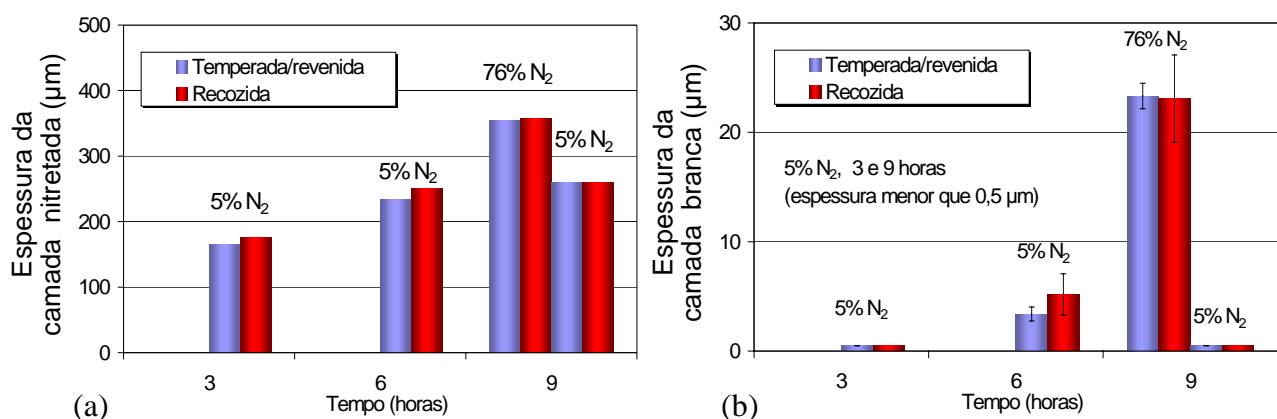 Espessura da
camada nitretada (µm)
500
400
300
200
100
0
Temperada/revenida
Recozida
5% N₂
5% N₂
76% N₂
5% N₂
3
6
9
Tempo (horas)
(a)
Espessura da
camada branca (µm)
30
20
10
0
Temperada/revenida
Recozida
76% N₂
5% N₂, 3 e 9 horas
(espessura menor que 0,5 µm)
5% N₂
5% N₂
5% N₂
3
6
9
Tempo (horas)
(b)